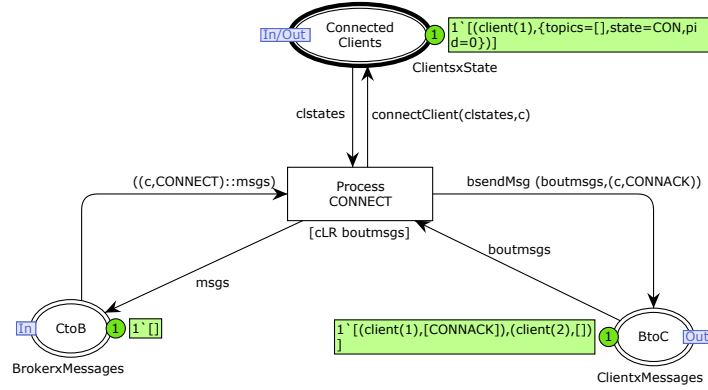 Connected
Clients
In/Out
1
1`[(client(1),{topics=[],state=CON,pi
d=0})]
ClientsxState
clstates
connectClient(clstates,c)
((c,CONNECT)::msgs)
Process
CONNECT
bsendMsg (boutmsgs,(c,CONNACK))
[cLR boutmsgs]
msgs
boutmsgs
In
CtoB
1
1`[]
BrokerxMessages
1`[(client(1),[CONNACK]),(client(2),[])
]
1
BtoC
Out
ClientxMessages